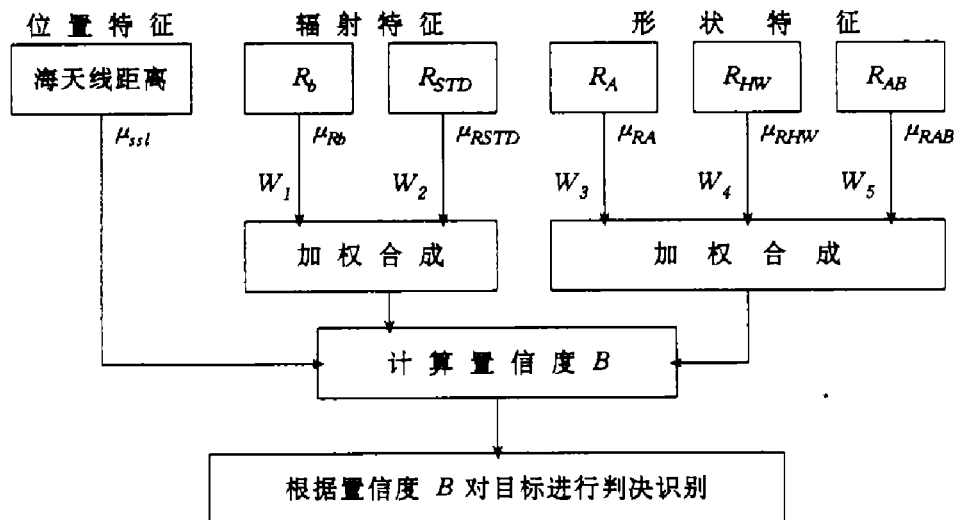 位置特征 辐射特征 形状特征
海天线距离 R_b R_STD R_A R_HW R_AB
μ_ssl μ_Rb μ_RSTD μ_RA μ_RHW μ_RAB
W_1 W_2 W_3 W_4 W_5
加权合成 加权合成
计算置信度 B
根据置信度 B 对目标进行判决识别